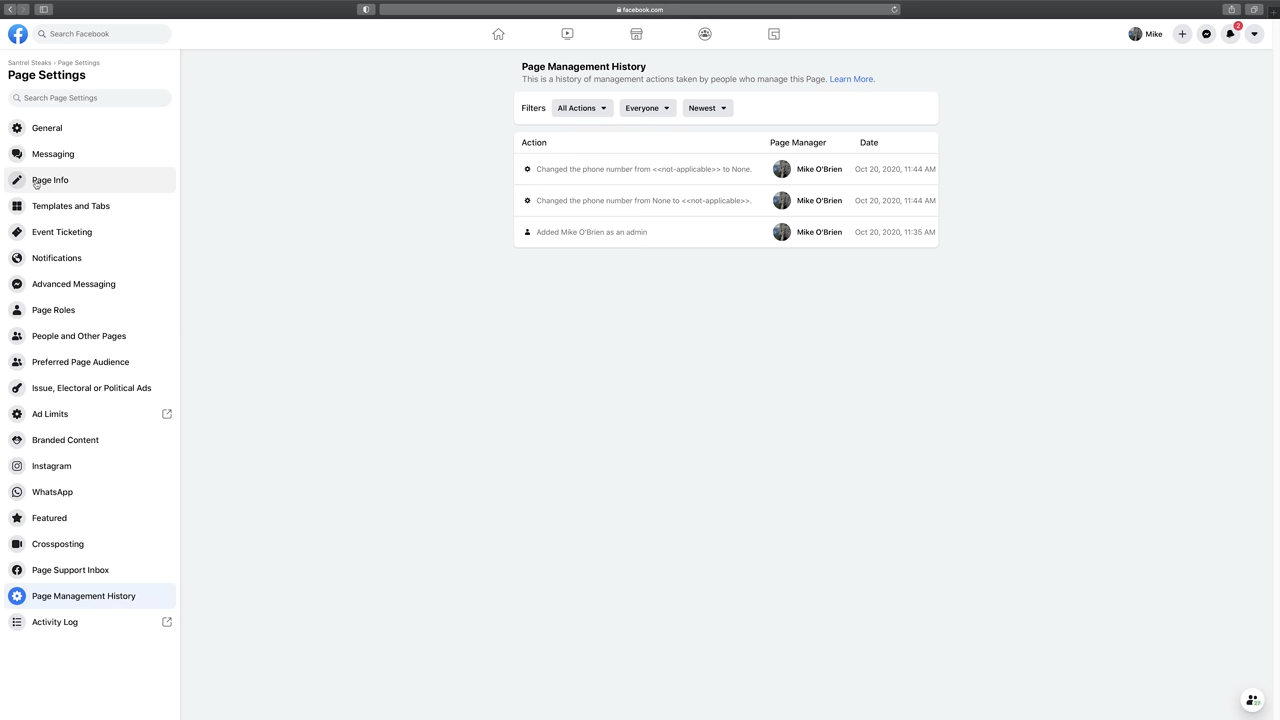 facebook.com
Search Facebook
Mike
2
Santrel Steaks › Page Settings
Page Settings
Search Page Settings
General
Messaging
Page Info
Templates and Tabs
Event Ticketing
Notifications
Advanced Messaging
Page Roles
People and Other Pages
Preferred Page Audience
Issue, Electoral or Political Ads
Ad Limits
Branded Content
Instagram
WhatsApp
Featured
Crossposting
Page Support Inbox
Page Management History
Activity Log
Page Management History
This is a history of management actions taken by people who manage this Page. Learn More.
Filters All Actions Everyone Newest
Action Page Manager Date
Changed the phone number from <<not-applicable>> to None. Mike O'Brien Oct 20, 2020, 11:44 AM
Changed the phone number from None to <<not-applicable>>. Mike O'Brien Oct 20, 2020, 11:44 AM
Added Mike O'Brien as an admin Mike O'Brien Oct 20, 2020, 11:35 AM